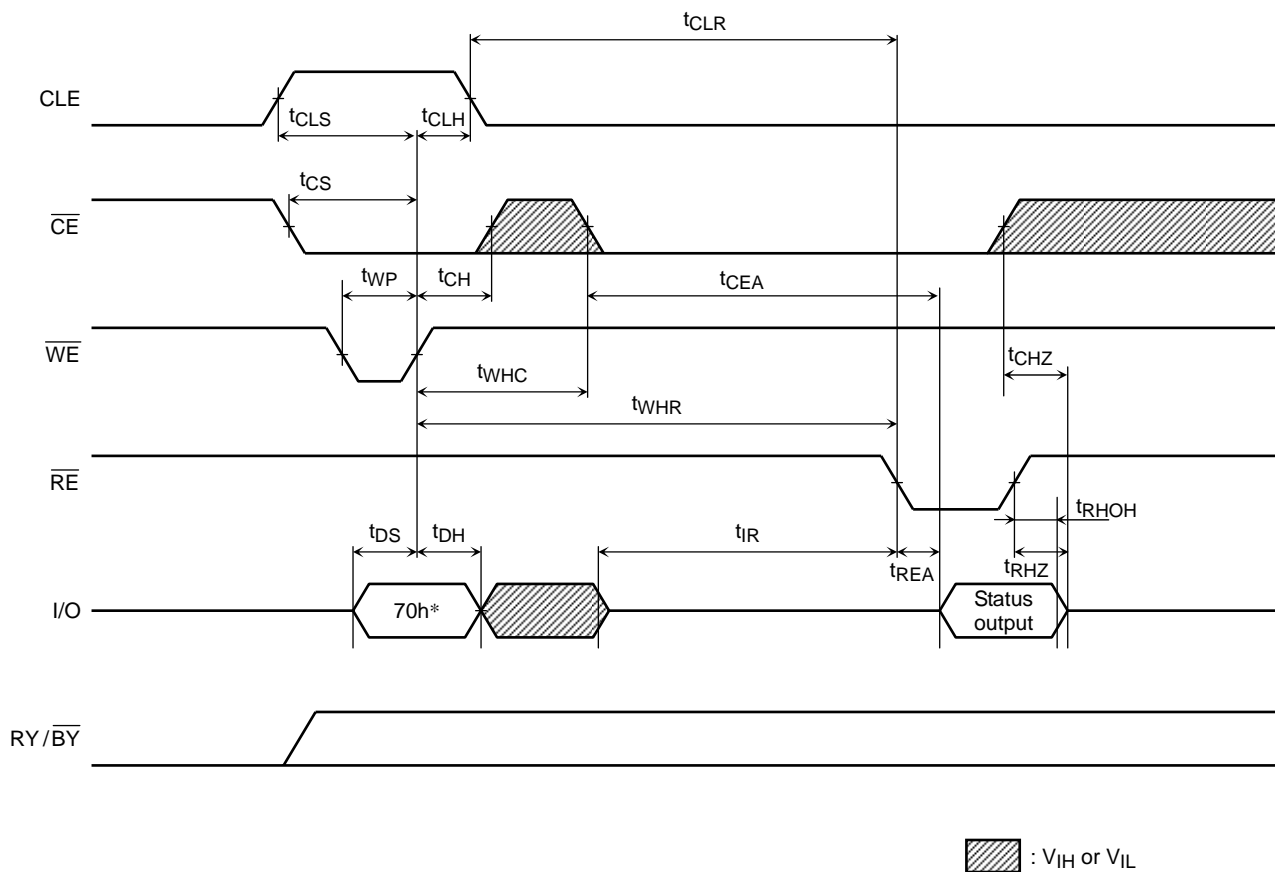 tCLR
CLE
tCLS
tCLH
tCS
CE
tWP
tCH
tCEA
WE
tCHZ
tWHC
tWHR
RE
tRHOH
tDS
tDH
tIR
tREA
tRHZ
I/O
70h*
Status
output
RY/BY
: VIH or VIL